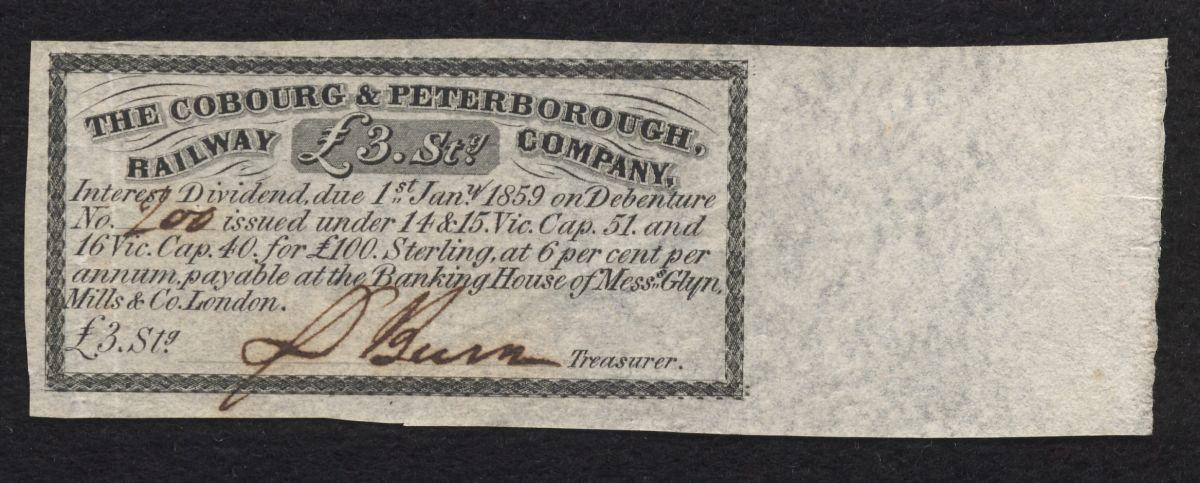 THE COBOURG & PETERBOROUGH,
RAILWAY £3. Stg. COMPANY,
Interest Dividend, due 1st Jany 1859 on Debenture
No. 200 issued under 14 & 15. Vic. Cap. 51. and
16 Vic. Cap. 40. for £100. Sterling, at 6 per cent per
annum, payable at the Banking House of Messrs Glyn,
Mills & Co. London.
£3. Stg.
D Burn Treasurer.